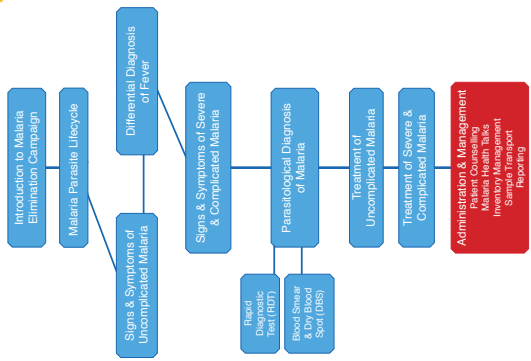 Introduction to Malaria
Elimination Campaign
Malaria Parasite Lifecycle
Signs & Symptoms of
Uncomplicated Malaria
Differential Diagnosis
of Fever
Signs & Symptoms of Severe
& Complicated Malaria
Parasitological Diagnosis
of Malaria
Rapid
Diagnostic
Test (RDT)
Blood Smear
& Dry Blood
Spot (DBS)
Treatment of
Uncomplicated Malaria
Treatment of Severe &
Complicated Malaria
Administration & Management
Patient Counselling
Malaria Health Talks
Inventory Management
Sample Transport
Reporting